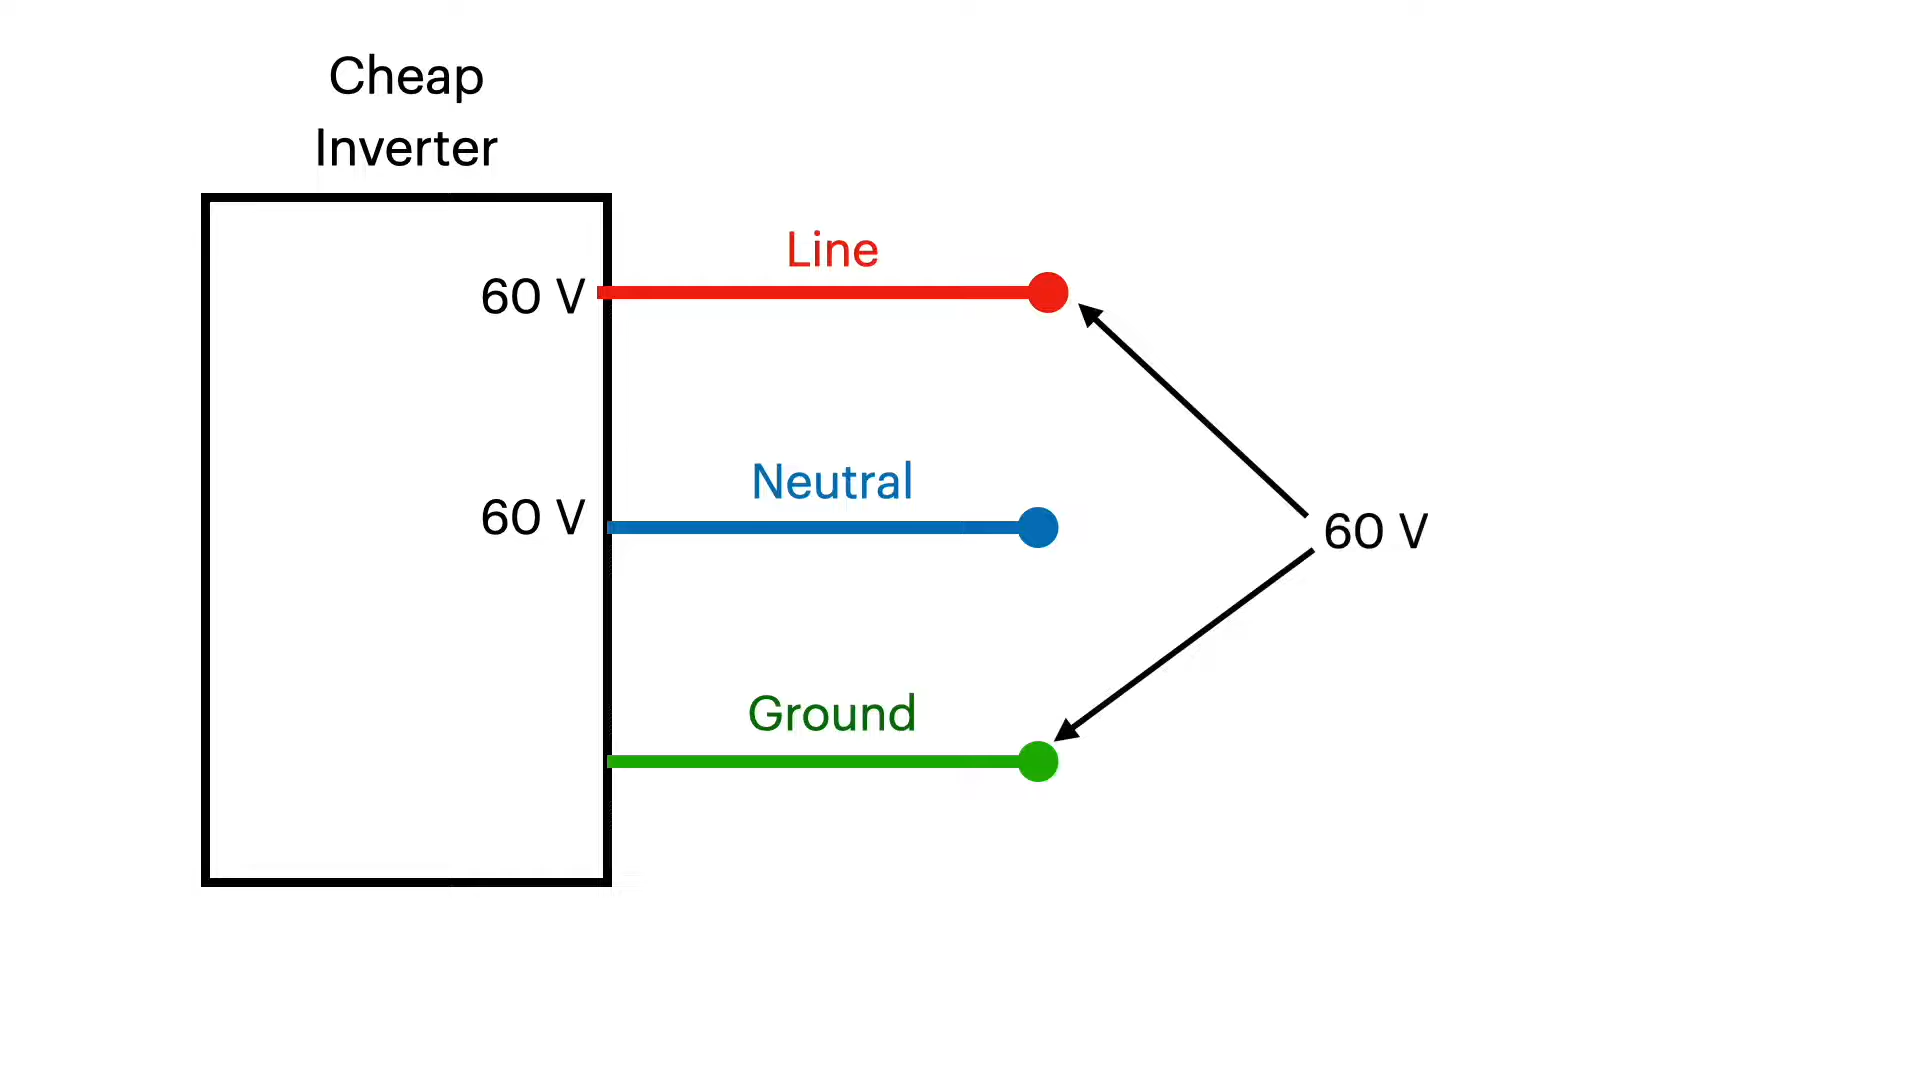 Cheap
Inverter
Line
60 V
Neutral
60 V
60 V
Ground